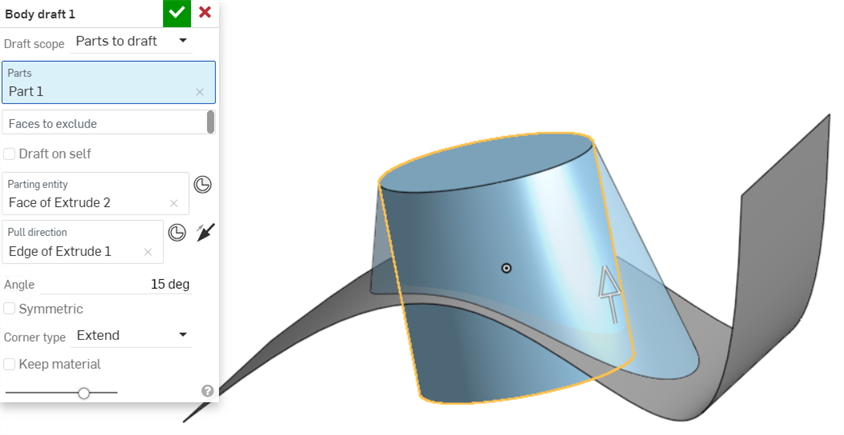 Body draft 1
Draft scope Parts to draft
Parts
Part 1
Faces to exclude
Draft on self
Parting entity
Face of Extrude 2
Pull direction
Edge of Extrude 1
Angle 15 deg
Symmetric
Corner type Extend
Keep material